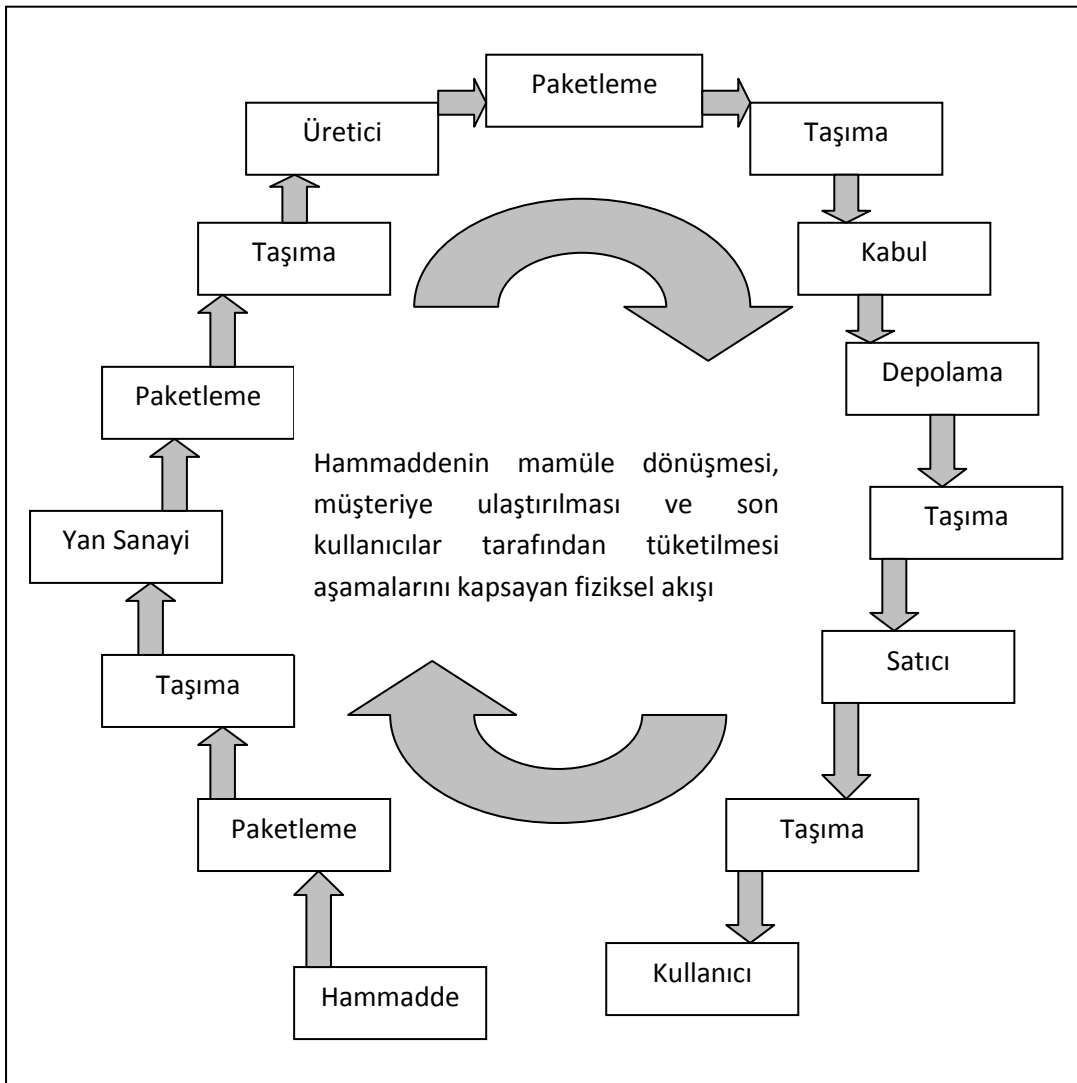 Paketleme
Üretici
Taşıma
Taşıma
Kabul
Paketleme
Depolama
Hammaddenin mamüle dönüşmesi,
müşteriye ulaştırılması ve son
kullanıcılar tarafından tüketilmesi
aşamalarını kapsayan fiziksel akışı
Yan Sanayi
Taşıma
Taşıma
Satıcı
Paketleme
Taşıma
Hammadde
Kullanıcı